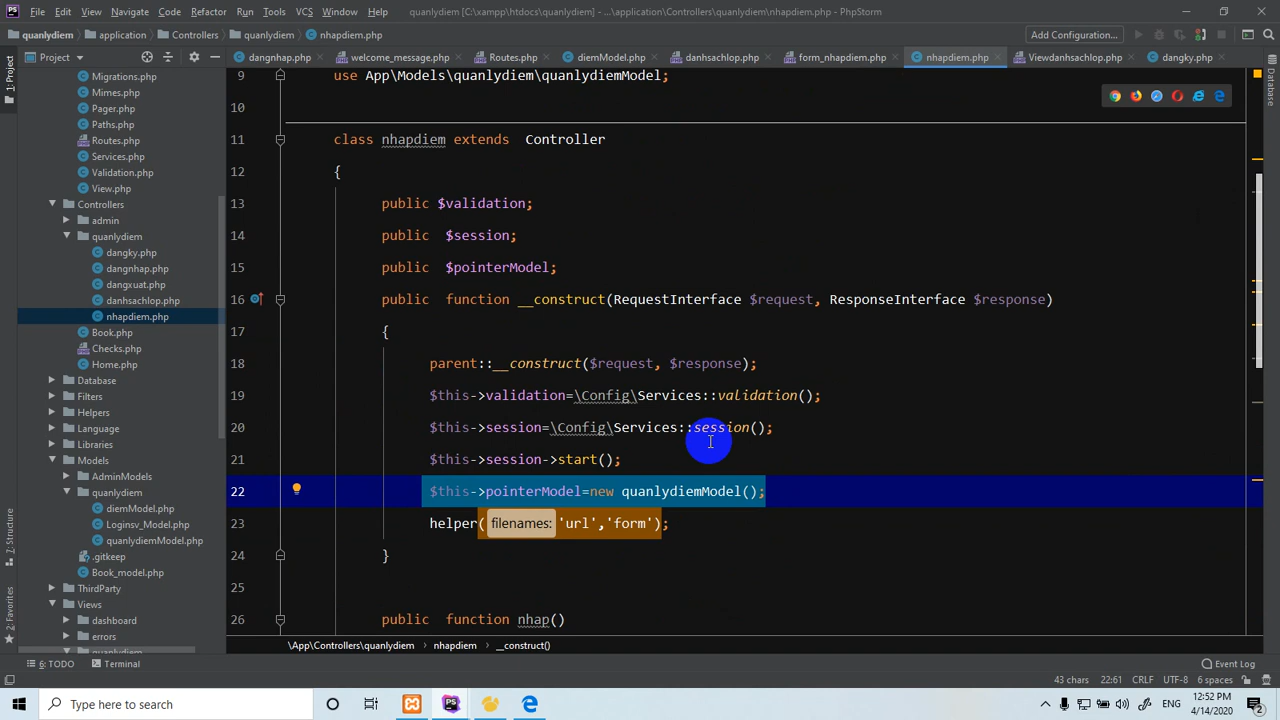 File Edit View Navigate Code Refactor Run Tools VCS Window Help quanlydiem [C:\xampp\htdocs\quanlydiem] - ...\application\Controllers\quanlydiem\nhapdiem.php - PhpStorm
quanlydiem application Controllers quanlydiem nhapdiem.php Add Configuration...
Project dangnhap.php welcome_message.php Routes.php diemModel.php danhsachlop.php form_nhapdiem.php nhapdiem.php Viewdanhsachlop.php dangky.php
1: Project
7: Structure
2: Favorites
Database
Migrations.php
Mimes.php
Pager.php
Paths.php
Routes.php
Services.php
Validation.php
View.php
Controllers
admin
quanlydiem
dangky.php
dangnhap.php
dangxuat.php
danhsachlop.php
nhapdiem.php
Book.php
Checks.php
Home.php
Database
Filters
Helpers
Language
Libraries
Models
AdminModels
quanlydiem
diemModel.php
Loginsv_Model.php
quanlydiemModel.php
.gitkeep
Book_model.php
ThirdParty
Views
dashboard
errors
quanlydiem
9 use App\Models\quanlydiem\quanlydiemModel;
10
11 class nhapdiem extends Controller
12 {
13 public $validation;
14 public $session;
15 public $pointerModel;
16 public function __construct(RequestInterface $request, ResponseInterface $response)
17 {
18 parent::__construct($request, $response);
19 $this->validation=\Config\Services::validation();
20 $this->session=\Config\Services::session();
21 $this->session->start();
22 $this->pointerModel=new quanlydiemModel();
23 helper( filenames: 'url','form');
24 }
25
26 public function nhap()
\App\Controllers\quanlydiem nhapdiem __construct()
6: TODO Terminal Event Log
43 chars 22:61 CRLF UTF-8 6 spaces
Type here to search
ENG
12:52 PM
4/14/2020
2